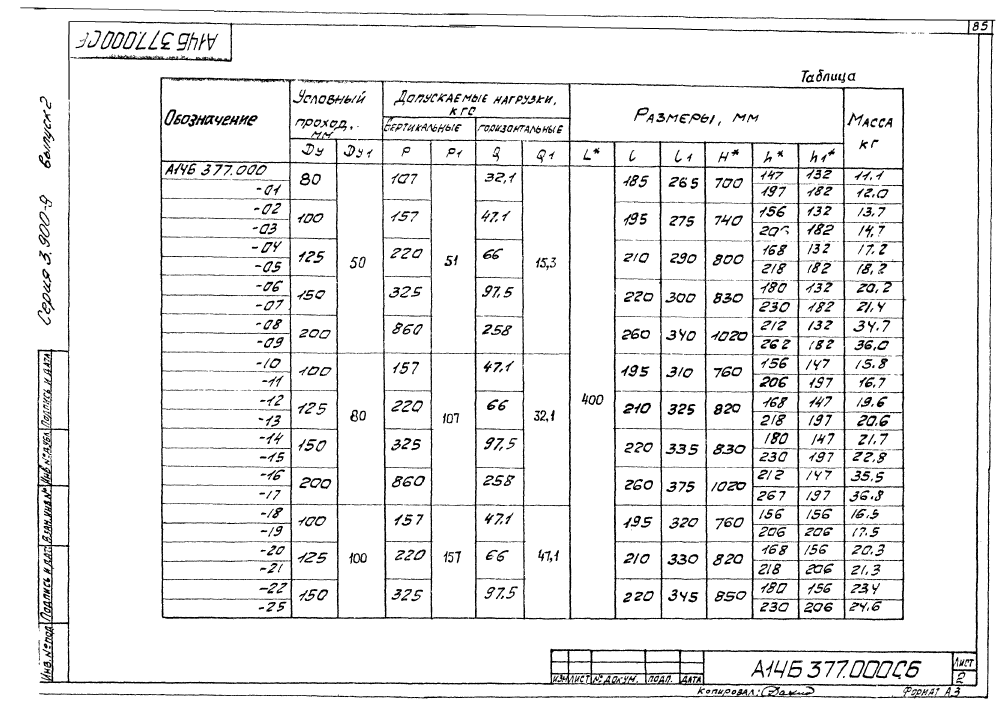 85
А14Б 377.000СБ
Серия 3.900-9 выпуск 2
Таблица
Обозначение | Условный проход, мм | Допускаемые нагрузки, кгс | Размеры, мм | Масса кг
вертикальные | горизонтальные
Ду | Ду1 | P | P1 | Q | Q1 | L* | l | l1 | H* | h* | h1*
А14Б 377.000 | 80 | 50 | 107 | 51 | 32,1 | 15,3 | 400 | 185 | 265 | 700 | 147 | 132 | 11.1
-01 | 197 | 182 | 12.0
-02 | 100 | 157 | 47.1 | 195 | 275 | 740 | 156 | 132 | 13.7
-03 | 206 | 182 | 14,7
-04 | 125 | 220 | 66 | 210 | 290 | 800 | 168 | 132 | 17.2
-05 | 218 | 182 | 18,2
-06 | 150 | 325 | 97.5 | 220 | 300 | 830 | 180 | 132 | 20,2
-07 | 230 | 182 | 21.4
-08 | 200 | 860 | 258 | 260 | 340 | 1020 | 212 | 132 | 34.7
-09 | 262 | 182 | 36,0
-10 | 100 | 80 | 157 | 107 | 47.1 | 32,1 | 195 | 310 | 760 | 156 | 147 | 15.8
-11 | 206 | 197 | 16.7
-12 | 125 | 220 | 66 | 210 | 325 | 820 | 168 | 147 | 19.6
-13 | 218 | 197 | 20.6
-14 | 150 | 325 | 97.5 | 220 | 335 | 830 | 180 | 147 | 21.7
-15 | 230 | 197 | 22.8
-16 | 200 | 860 | 258 | 260 | 375 | 1020 | 212 | 147 | 35,5
-17 | 267 | 197 | 36.8
-18 | 100 | 100 | 157 | 157 | 47.1 | 47,1 | 195 | 320 | 760 | 156 | 156 | 16.5
-19 | 206 | 206 | 17.5
-20 | 125 | 220 | 66 | 210 | 330 | 820 | 168 | 156 | 20.3
-21 | 218 | 206 | 21,3
-22 | 150 | 325 | 97.5 | 220 | 345 | 850 | 180 | 156 | 23.4
-25 | 230 | 206 | 24.6
Инв.№ подл. Подпись и дата Взам.инв.№ Инв.№ дубл. Подпись и дата
Изм Лист № докум. Подп. Дата
А14Б 377.000СБ
Лист
2
Копировал:
Формат А3